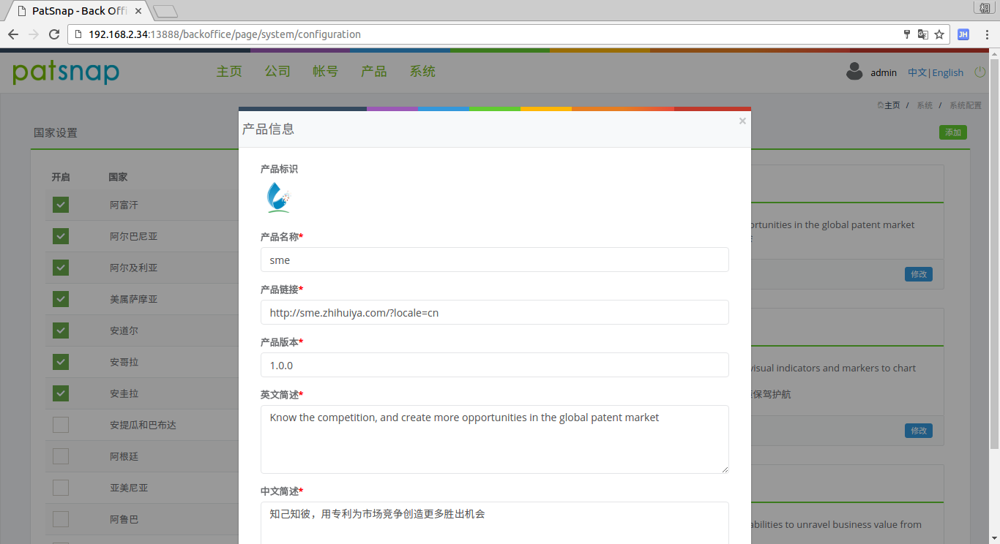 PatSnap - Back Offi
192.168.2.34:13888/backoffice/page/system/configuration
JH
patsnap
主页 公司 帐号 产品 系统
admin 中文|English
主页 / 系统 / 系统配置
国家设置
添加
开启 国家
阿富汗
阿尔巴尼亚
阿尔及利亚
美属萨摩亚
安道尔
安哥拉
安圭拉
安提瓜和巴布达
阿根廷
亚美尼亚
阿鲁巴
产品信息
×
产品标识
产品名称*
sme
产品链接*
http://sme.zhihuiya.com/?locale=cn
产品版本*
1.0.0
英文简述*
Know the competition, and create more opportunities in the global patent market
中文简述*
知己知彼，用专利为市场竞争创造更多胜出机会
ortunities in the global patent market
修改
visual indicators and markers to chart
保驾护航
修改
abilities to unravel business value from